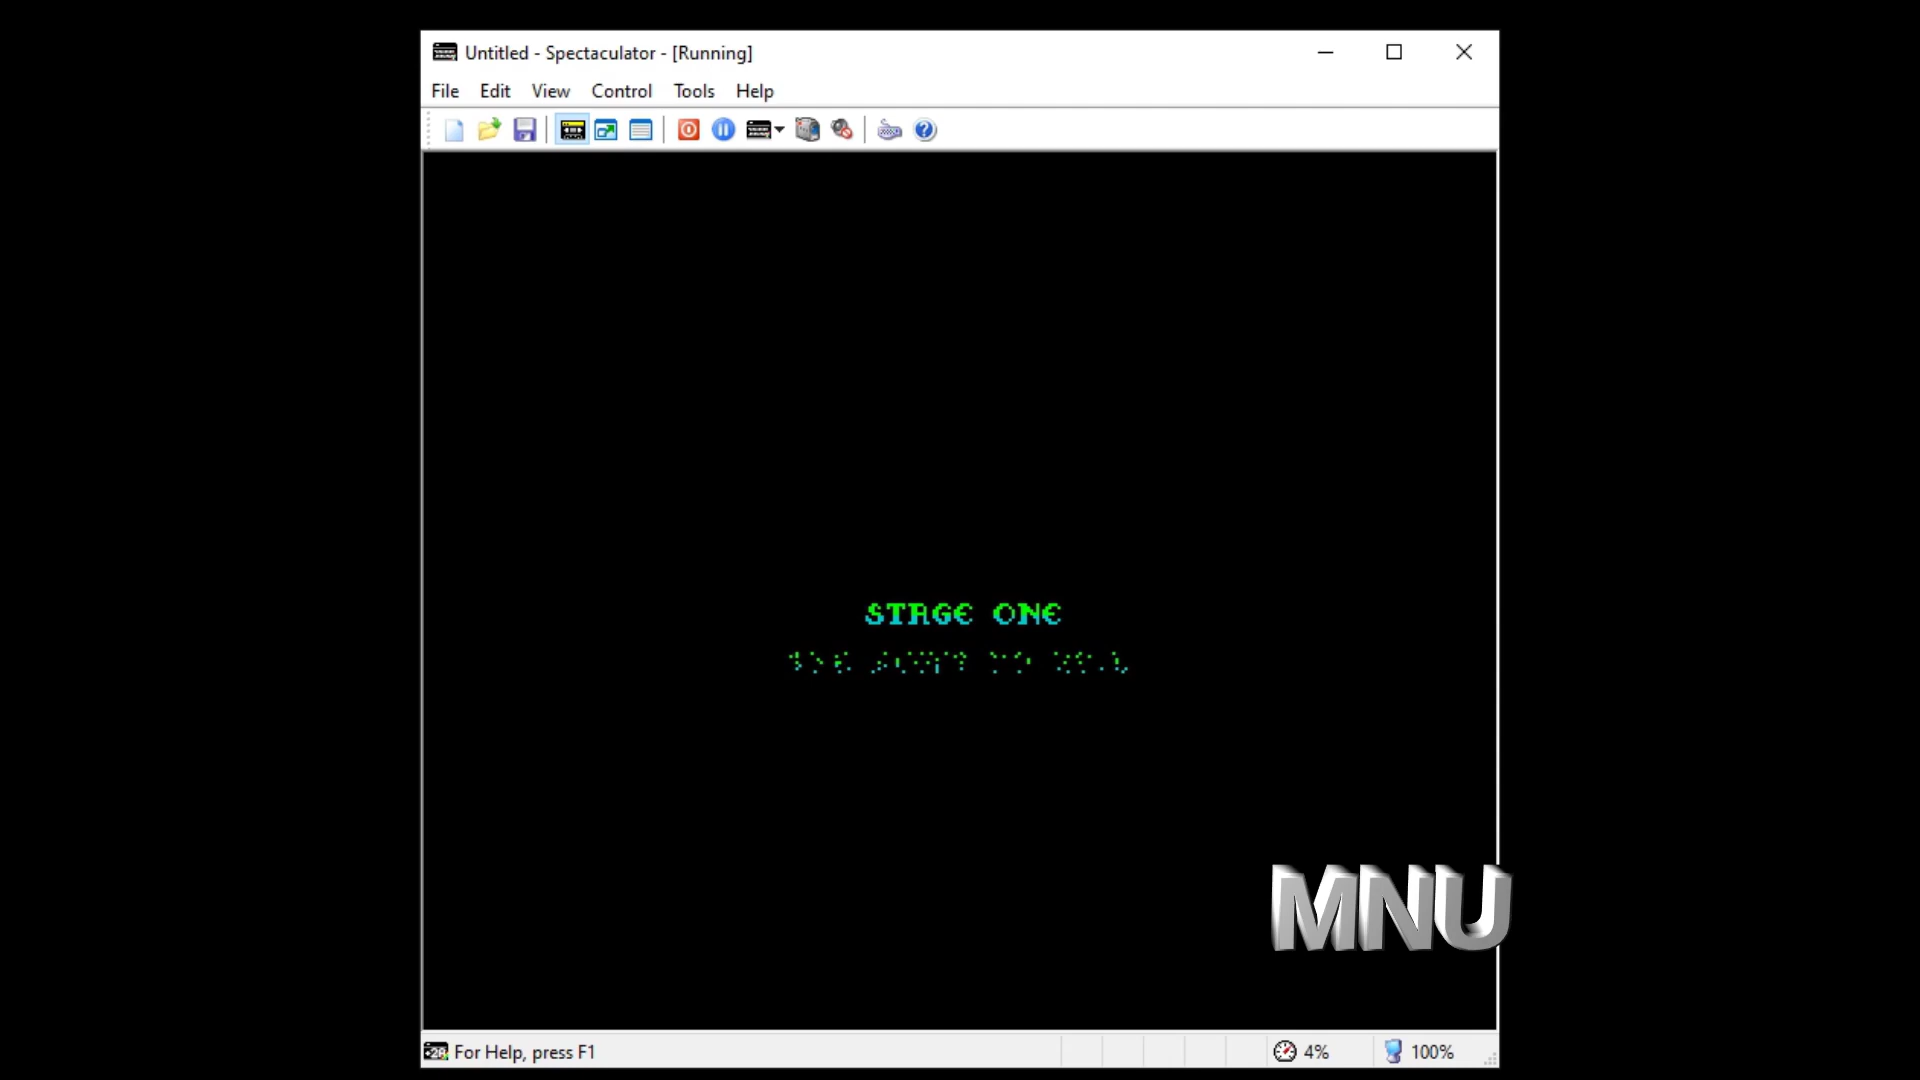 Untitled - Spectaculator - [Running]
File Edit View Control Tools Help
STAGE ONE
MNU
For Help, press F1
4%
100%